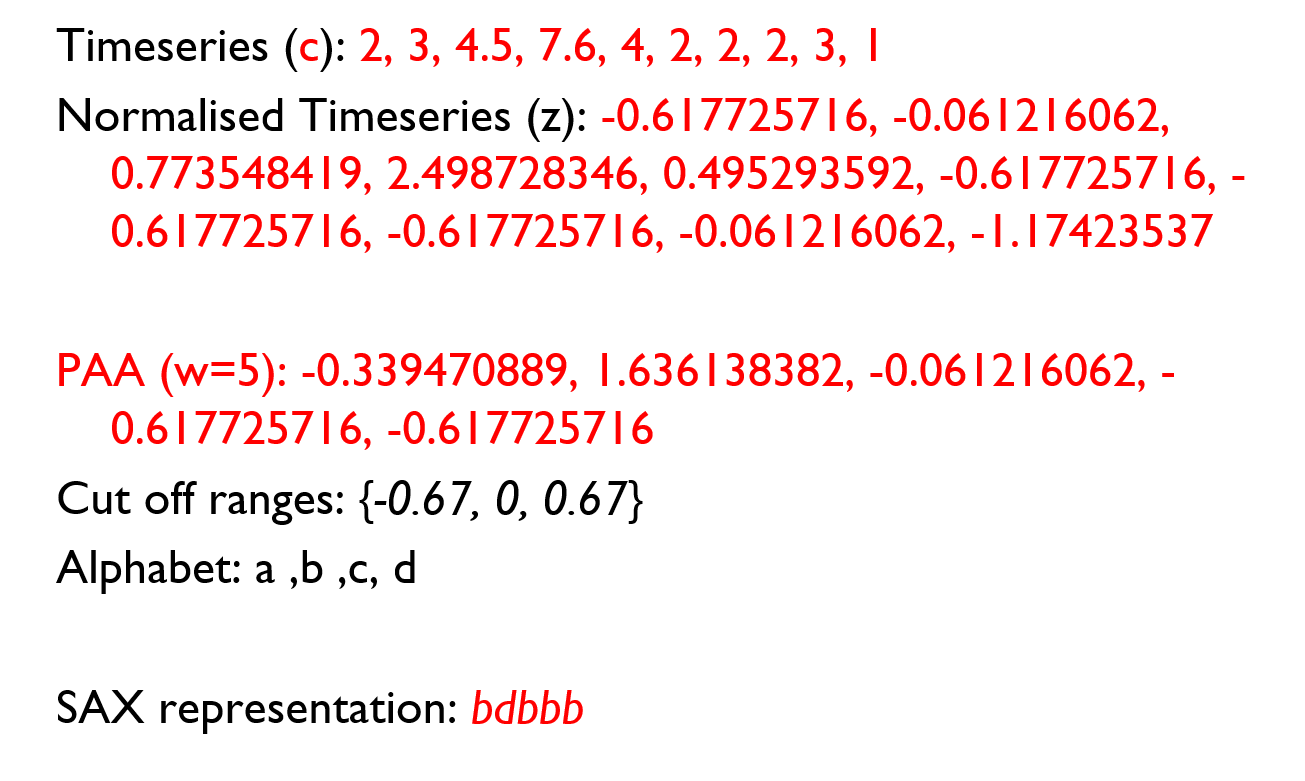 Timeseries (c): 2, 3, 4.5, 7.6, 4, 2, 2, 2, 3, 1
Normalised Timeseries (z): -0.617725716, -0.061216062,
0.773548419, 2.498728346, 0.495293592, -0.617725716, -
0.617725716, -0.617725716, -0.061216062, -1.17423537
PAA (w=5): -0.339470889, 1.636138382, -0.061216062, -
0.617725716, -0.617725716
Cut off ranges: {-0.67, 0, 0.67}
Alphabet: a ,b ,c, d
SAX representation: bdbbb